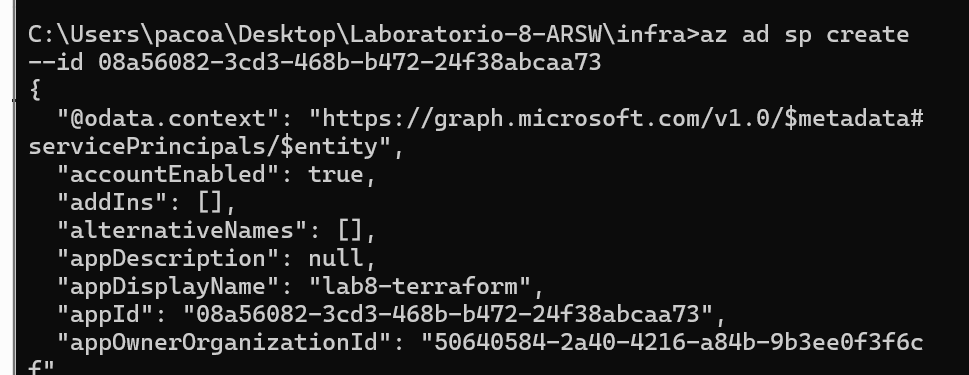 C:\Users\pacoa\Desktop\Laboratorio-8-ARSW\infra>az ad sp create
--id 08a56082-3cd3-468b-b472-24f38abcaa73
{
  "@odata.context": "https://graph.microsoft.com/v1.0/$metadata#
servicePrincipals/$entity",
  "accountEnabled": true,
  "addIns": [],
  "alternativeNames": [],
  "appDescription": null,
  "appDisplayName": "lab8-terraform",
  "appId": "08a56082-3cd3-468b-b472-24f38abcaa73",
  "appOwnerOrganizationId": "50640584-2a40-4216-a84b-9b3ee0f3f6c
f"